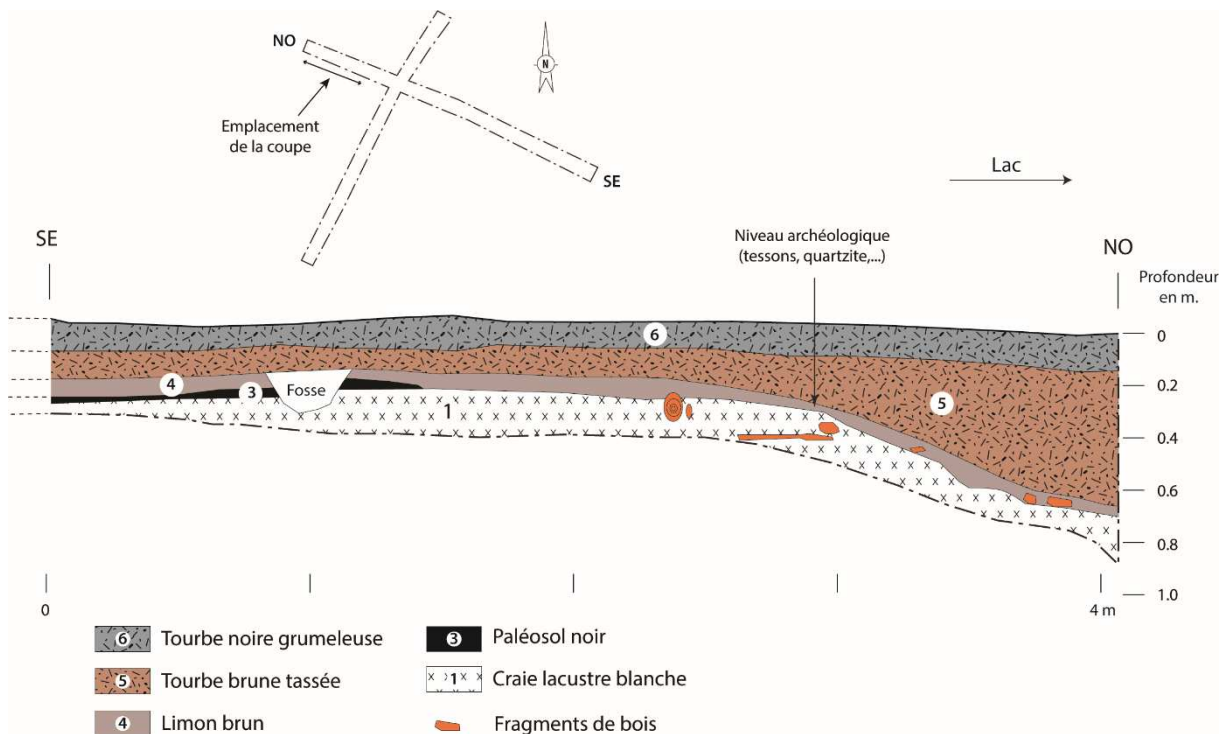 NO
N
Emplacement
de la coupe
SE
Lac
SE
Niveau archéologique
(tessons, quartzite,...)
NO
Profondeur
en m.
6
0
4
3
Fosse
0.2
1
5
0.4
0.6
0.8
0
4 m
1.0
6 Tourbe noire grumeleuse
3 Paléosol noir
5 Tourbe brune tassée
1 Craie lacustre blanche
4 Limon brun
Fragments de bois